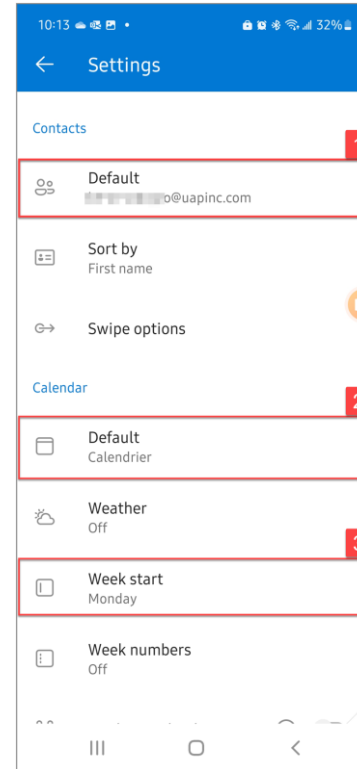 10:13 32%
Settings
Contacts
1
Default
o@uapinc.com
Sort by
First name
Swipe options
Calendar
2
Default
Calendrier
Weather
Off
3
Week start
Monday
Week numbers
Off